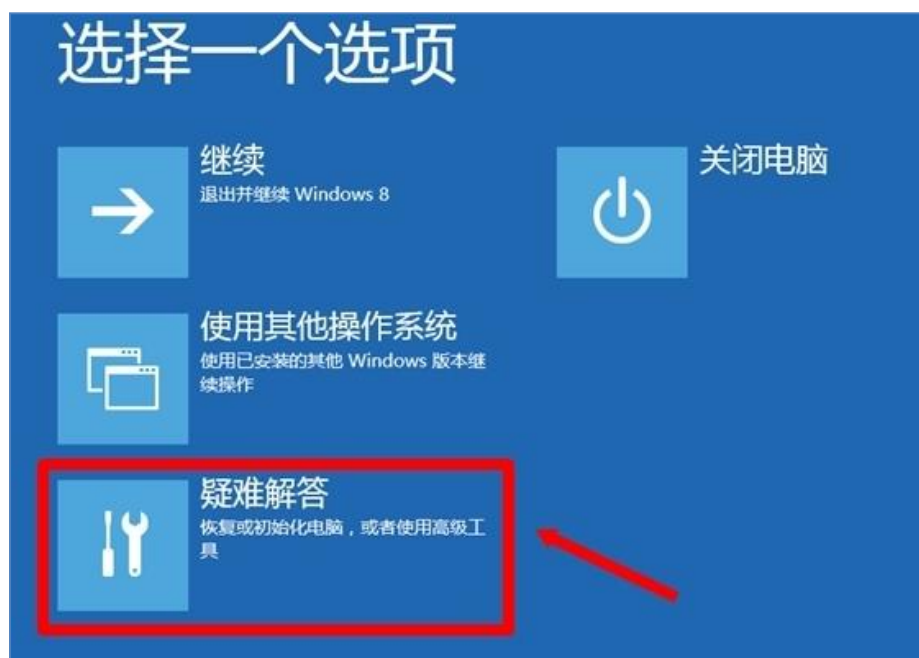 选择一个选项
继续
退出并继续 Windows 8
关闭电脑
使用其他操作系统
使用已安装的其他 Windows 版本继
续操作
疑难解答
恢复或初始化电脑，或者使用高级工
具